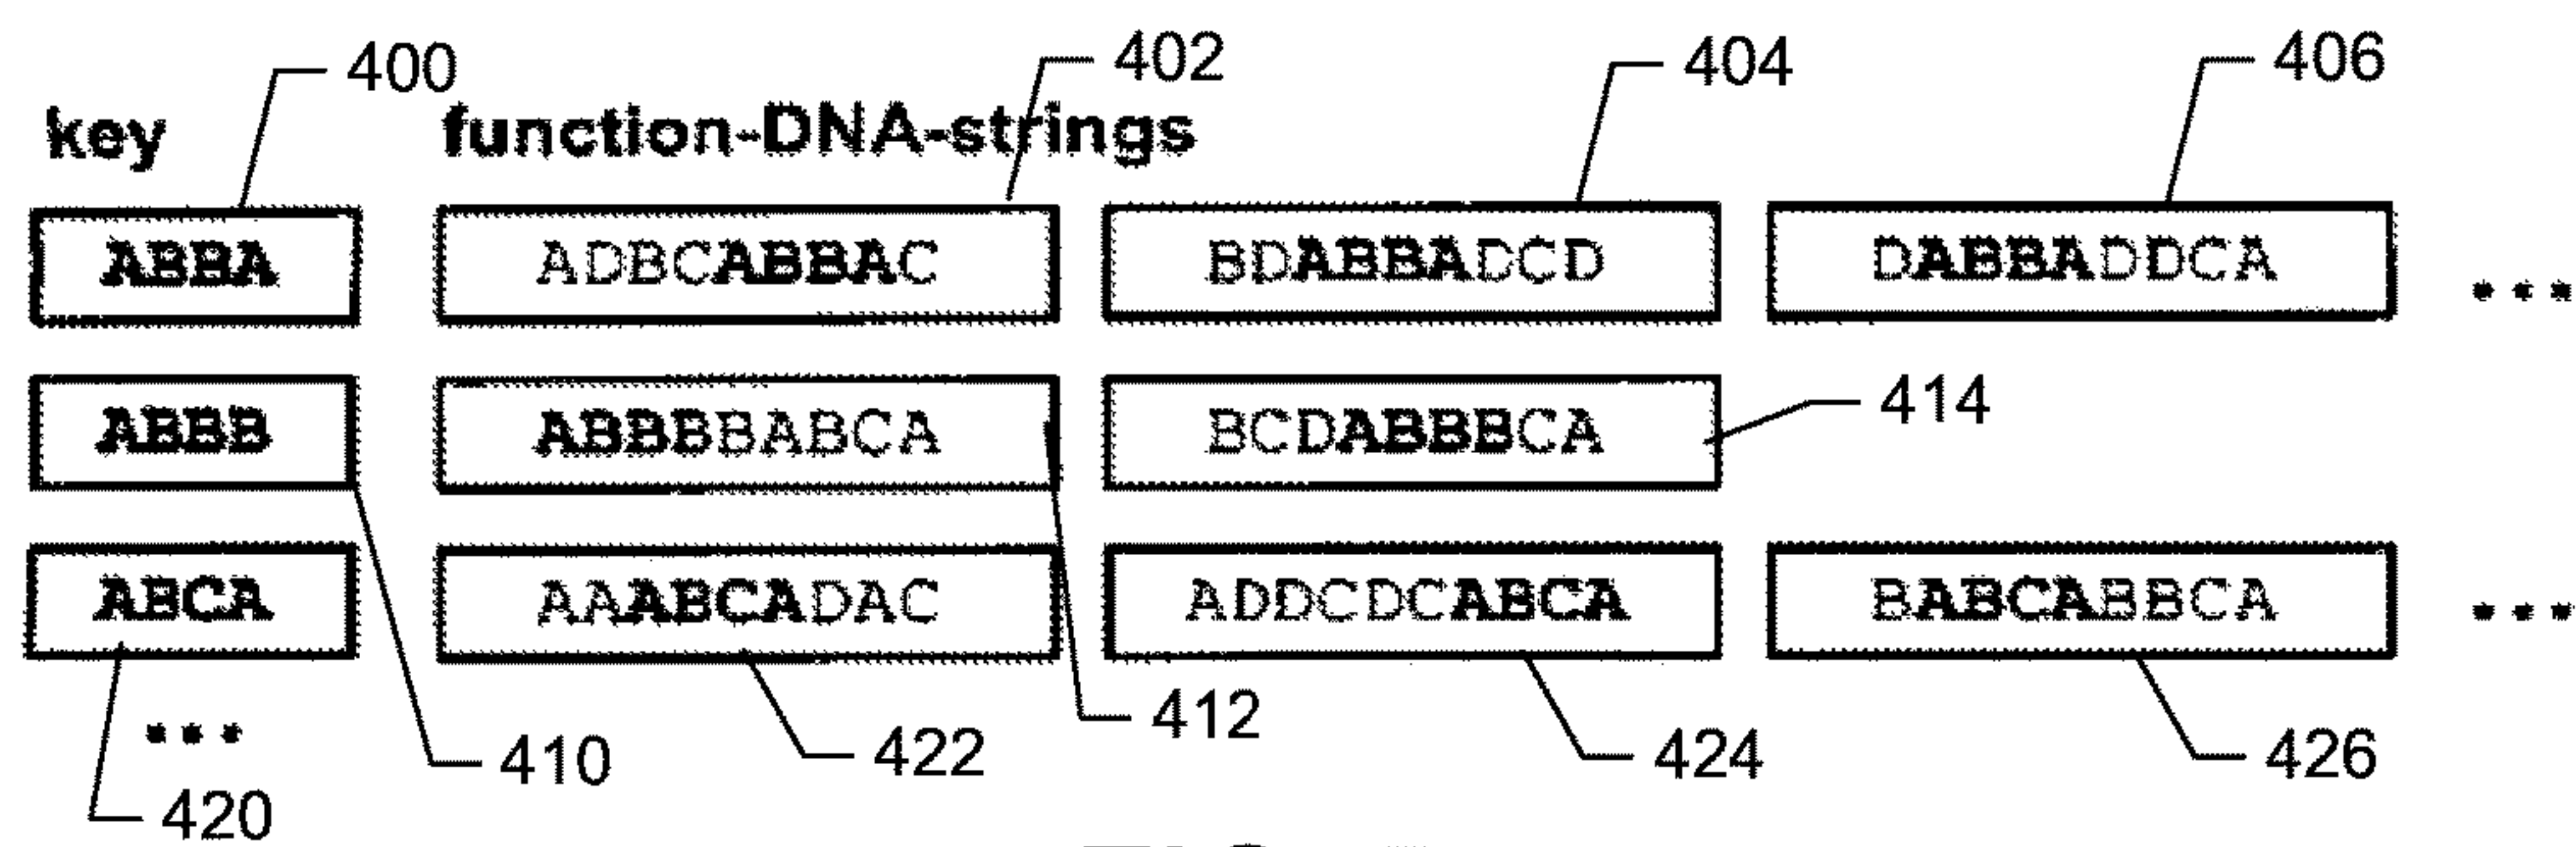 400 402 404 406
key function-DNA-strings
ABBA ADBCABBAC BDABBADCD DABBADDCA ...
ABBB ABBBBABCA BCDABBBCA 414
ABCA AAABCADAC ADDCDCABCA BABCABBCA ...
... 410 422 412 424 426
420